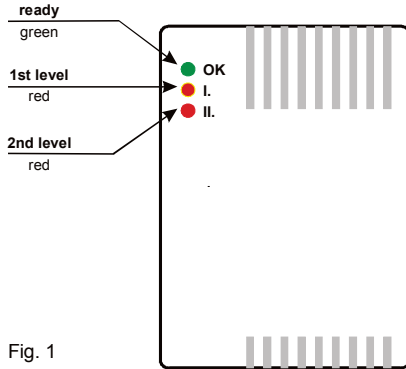 ready
green
OK
1st level
I.
red
II.
2nd level
red
Fig. 1